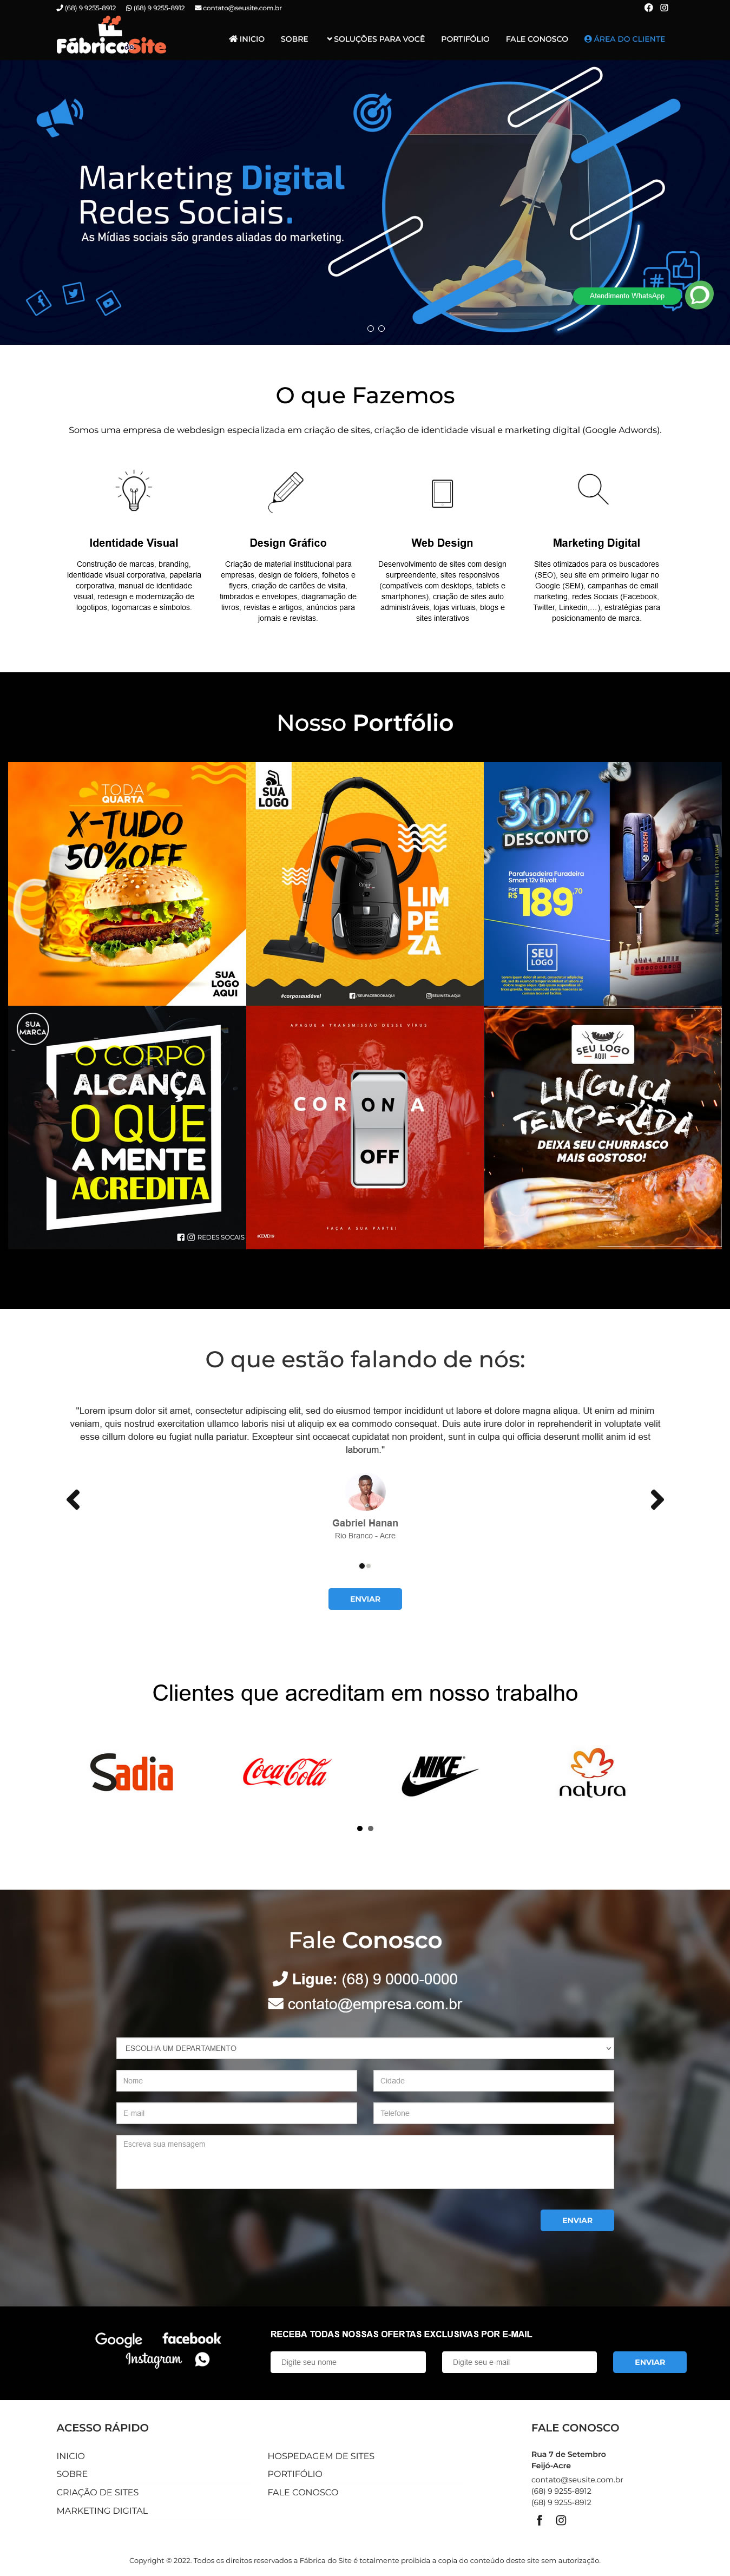 (68) 9 9255-8912 (68) 9 9255-8912 contato@seusite.com.br
FábricaSite
INICIO SOBRE SOLUÇÕES PARA VOCÊ PORTIFÓLIO FALE CONOSCO ÁREA DO CLIENTE
Marketing Digital
Redes Sociais.
As Mídias sociais são grandes aliadas do marketing.
#
Atendimento WhatsApp
O que Fazemos
Somos uma empresa de webdesign especializada em criação de sites, criação de identidade visual e marketing digital (Google Adwords).
Identidade Visual
Construção de marcas, branding,
identidade visual corporativa, papelaria
corporativa, manual de identidade
visual, redesign e modernização de
logotipos, logomarcas e símbolos.
Design Gráfico
Criação de material institucional para
empresas, design de folders, folhetos e
flyers, criação de cartões de visita,
timbrados e envelopes, diagramação de
livros, revistas e artigos, anúncios para
jornais e revistas.
Web Design
Desenvolvimento de sites com design
surpreendente, sites responsivos
(compatíveis com desktops, tablets e
smartphones), criação de sites auto
administráveis, lojas virtuais, blogs e
sites interativos
Marketing Digital
Sites otimizados para os buscadores
(SEO), seu site em primeiro lugar no
Google (SEM), campanhas de email
marketing, redes Sociais (Facebook,
Twitter, Linkedin,…), estratégias para
posicionamento de marca.
Nosso Portfólio
TODA
QUARTA
X-TUDO
50%OFF
SUA
LOGO
AQUI
SUA
LOGO
LIM
PE
ZA
#corposaudável /SEUFACEBOOKAQUI @SEUINSTA.AQUI
30%
DESCONTO
Parafusadeira Furadeira
Smart 12v Bivolt
Por:
R$ 189,70
SEU
LOGO
BOSCH
IMAGEM MERAMENTE ILUSTRATIVA
SUA
MARCA
O CORPO
ALCANÇA
O QUE
A MENTE
ACREDITA
REDES SOCAIS
APAGUE A TRANSMISSÃO DESSE VÍRUS
CORONA
ON
OFF
FAÇA A SUA PARTE!
SEU LOGO
AQUI
LINGUIÇA
TEMPERADA
DEIXA SEU CHURRASCO
MAIS GOSTOSO!
O que estão falando de nós:
"Lorem ipsum dolor sit amet, consectetur adipiscing elit, sed do eiusmod tempor incididunt ut labore et dolore magna aliqua. Ut enim ad minim
veniam, quis nostrud exercitation ullamco laboris nisi ut aliquip ex ea commodo consequat. Duis aute irure dolor in reprehenderit in voluptate velit
esse cillum dolore eu fugiat nulla pariatur. Excepteur sint occaecat cupidatat non proident, sunt in culpa qui officia deserunt mollit anim id est
laborum."
Gabriel Hanan
Rio Branco - Acre
ENVIAR
Clientes que acreditam em nosso trabalho
Sadia
Coca-Cola
NIKE
natura
Fale Conosco
Ligue: (68) 9 0000-0000
contato@empresa.com.br
ESCOLHA UM DEPARTAMENTO
Nome Cidade
E-mail Telefone
Escreva sua mensagem
ENVIAR
Google facebook
Instagram
RECEBA TODAS NOSSAS OFERTAS EXCLUSIVAS POR E-MAIL
Digite seu nome Digite seu e-mail ENVIAR
ACESSO RÁPIDO
INICIO
SOBRE
CRIAÇÃO DE SITES
MARKETING DIGITAL
HOSPEDAGEM DE SITES
PORTIFÓLIO
FALE CONOSCO
FALE CONOSCO
Rua 7 de Setembro
Feijó-Acre
contato@seusite.com.br
(68) 9 9255-8912
(68) 9 9255-8912
Copyright © 2022. Todos os direitos reservados a Fábrica do Site é totalmente proibida a copia do conteúdo deste site sem autorização.